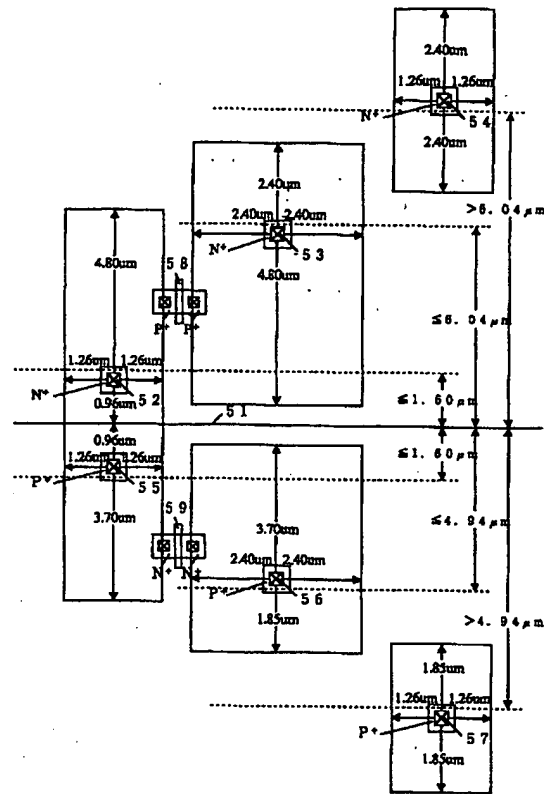 2.40um
1.26um 1.26um
N+
54
2.40um
>6.04μm
2.40um
2.40um 2.40um
N+
53
4.80um
4.80um
58
P+ P+
≤6.04μm
1.26um 1.26um
N+
52
0.96um
≤1.60μm
51
0.96um
1.26um 1.26um
P+
55
3.70um
≤1.60μm
59
N+ N+
3.70um
2.40um 2.40um
P+
56
1.85um
≤4.94μm
>4.94μm
1.85um
1.26um 1.26um
P+
57
1.85um